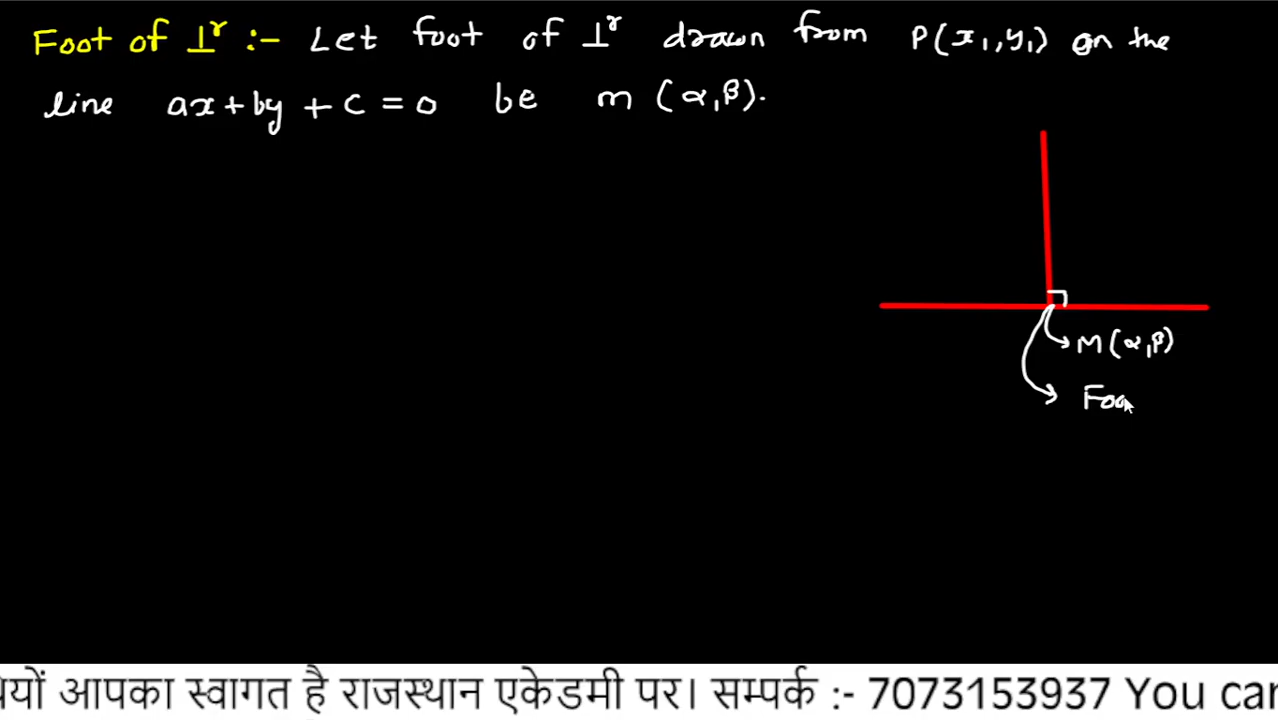 Foot of ⊥ʳ :- Let foot of ⊥ʳ drawn from P(x₁,y₁) on the
line ax+by+c=0 be m (α,β).
M(α,β)
Foo
यों आपका स्वागत है राजस्थान एकेडमी पर। सम्पर्क :- 7073153937 You can